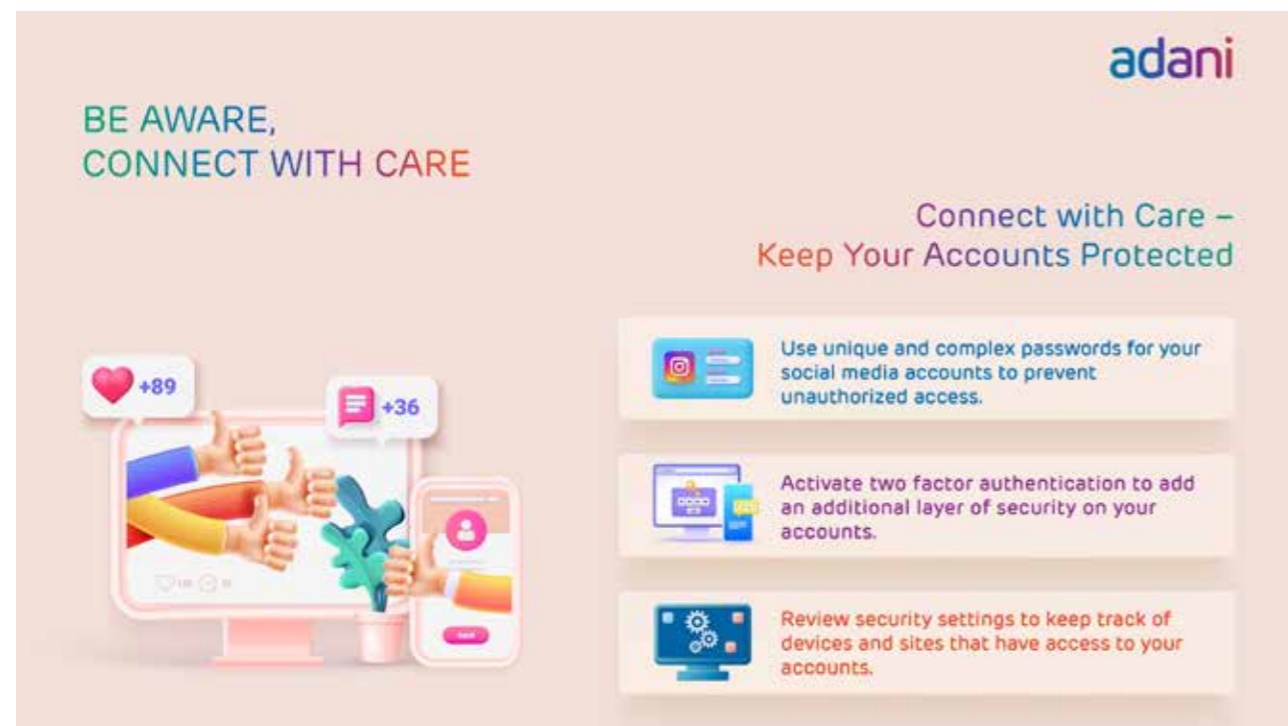 adani
BE AWARE,
CONNECT WITH CARE
Connect with Care –
Keep Your Accounts Protected
+89
+36
Use unique and complex passwords for your
social media accounts to prevent
unauthorized access.
Activate two factor authentication to add
an additional layer of security on your
accounts.
Review security settings to keep track of
devices and sites that have access to your
accounts.